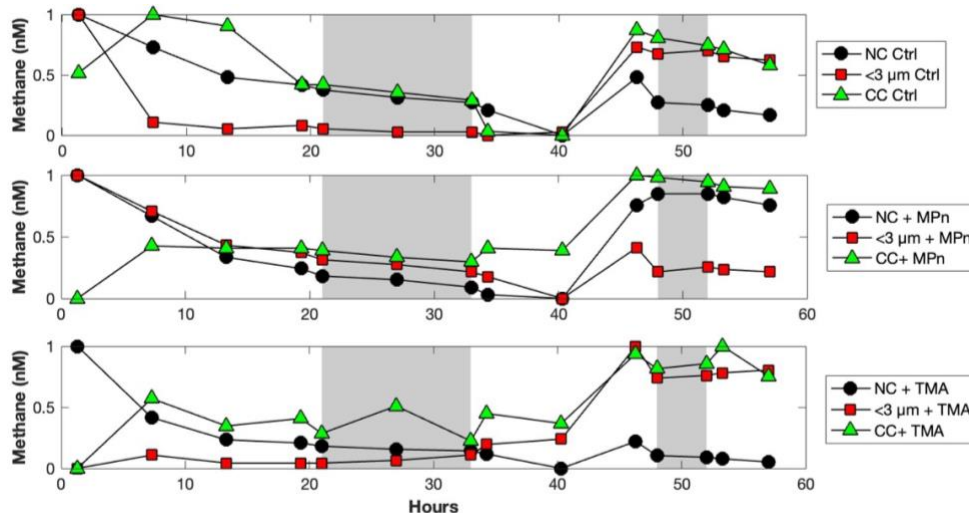 Methane (nM)
1
0.5
0
0 10 20 30 40 50
NC Ctrl
<3 µm Ctrl
CC Ctrl
Methane (nM)
1
0.5
0
0 10 20 30 40 50 60
NC + MPn
<3 µm + MPn
CC+ MPn
Methane (nM)
1
0.5
0
0 10 20 30 40 50 60
Hours
NC + TMA
<3 µm + TMA
CC+ TMA